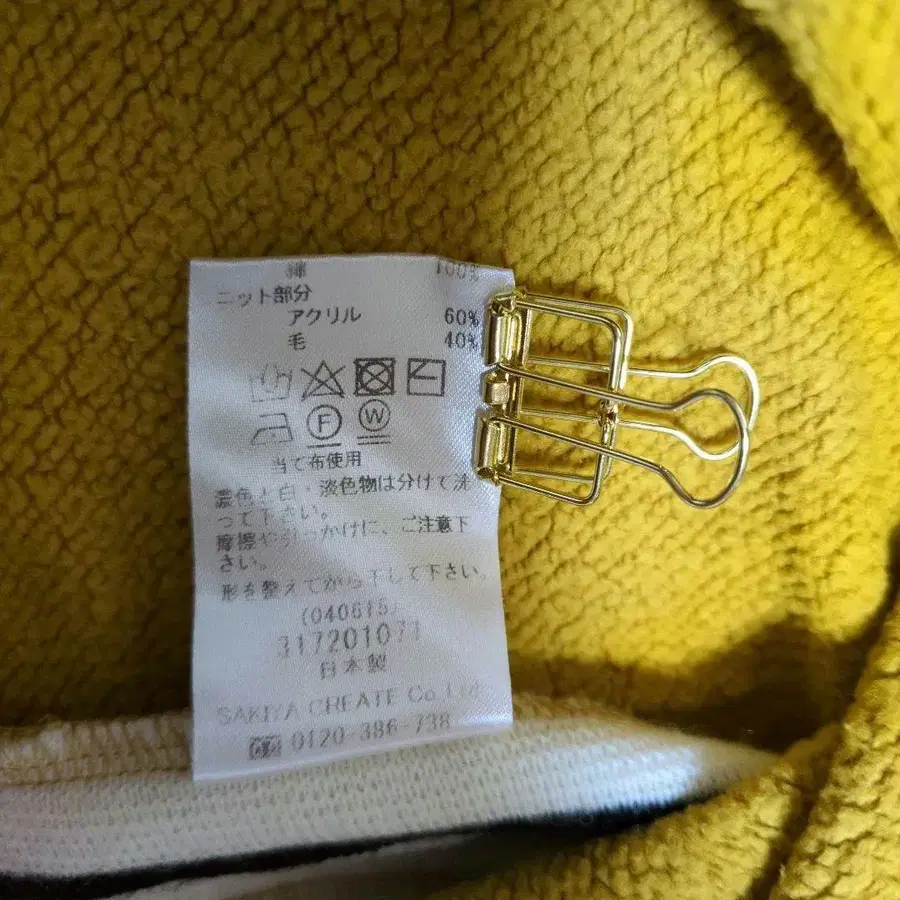 綿 100%
ニット部分
アクリル 60%
毛 40%
F W
当て布使用
濃色と白・淡色物は分けて洗
って下さい。
摩擦や引っかけに、ご注意下
さい。
形を整えてから干して下さい。
(040615)
317201071
日本製
SAKIYA CREATE Co.,Ltd.
0120-386-738